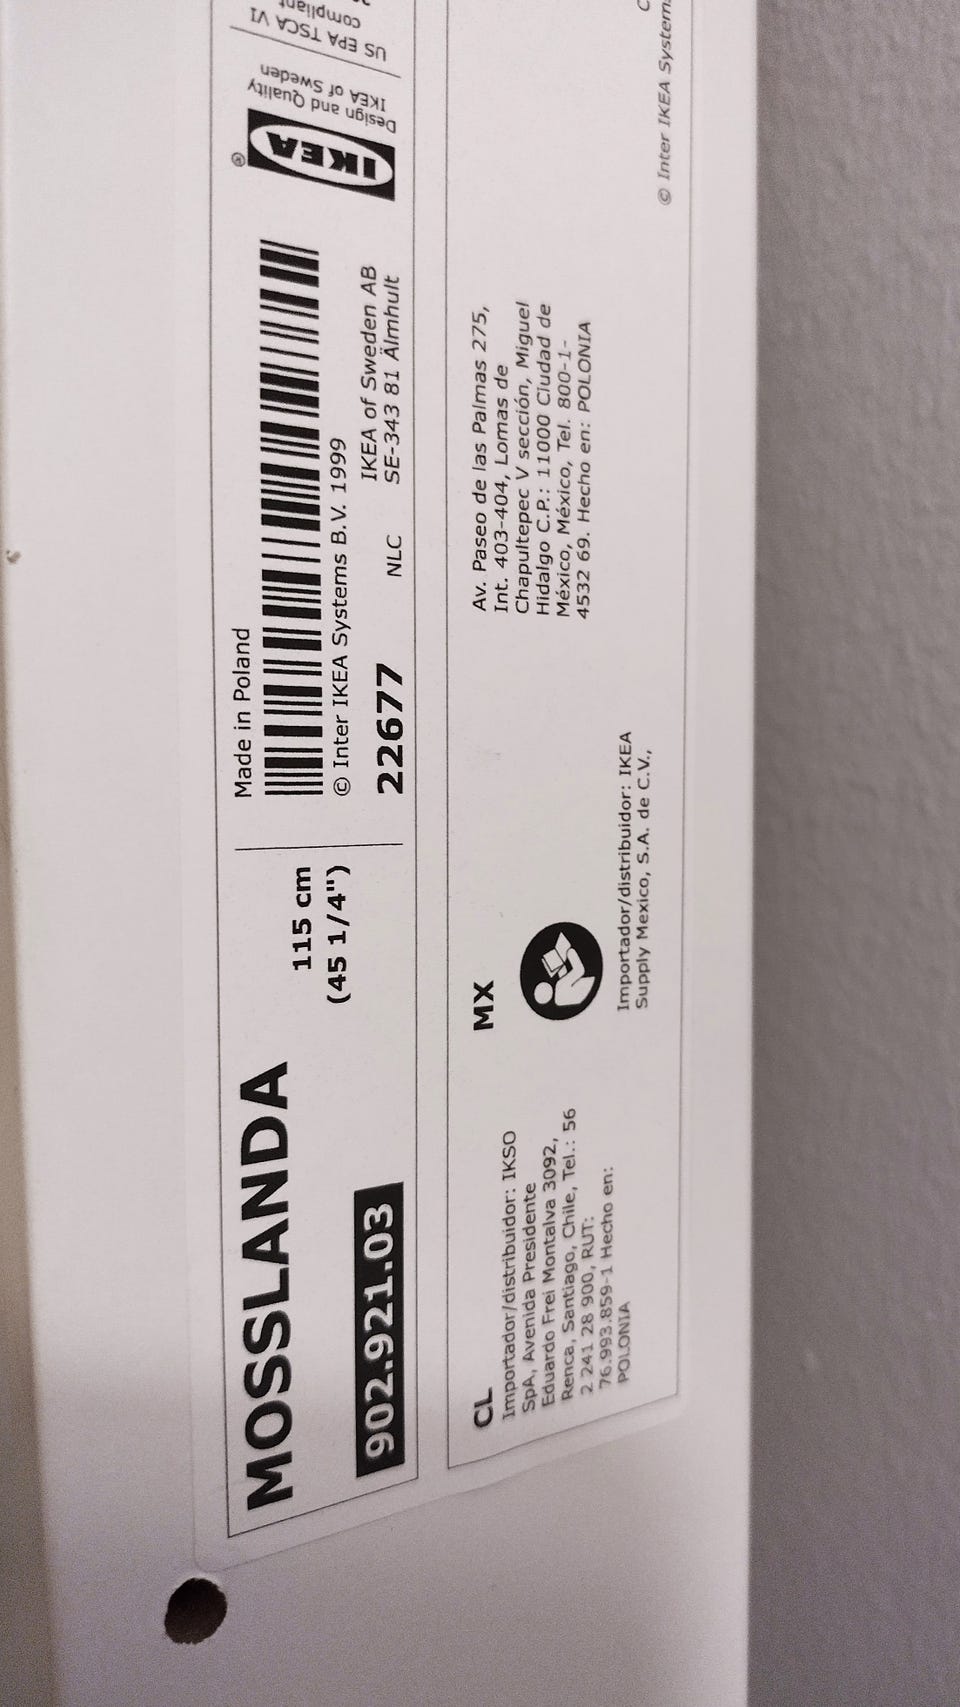 MOSSLANDA
902.921.03
115 cm
(45 1/4")
Made in Poland
© Inter IKEA Systems B.V. 1999
22677
NLC
IKEA of Sweden AB
SE-343 81 Älmhult
IKEA
®
Design and Quality
IKEA of Sweden
US EPA TSCA VI
compliant
CL
Importador/distribuidor: IKSO
SpA, Avenida Presidente
Eduardo Frei Montalva 3092,
Renca, Santiago, Chile, Tel.: 56
2 241 28 900, RUT:
76.993.859-1 Hecho en:
POLONIA
MX
Importador/distribuidor: IKEA
Supply Mexico, S.A. de C.V.,
Av. Paseo de las Palmas 275,
Int. 403-404, Lomas de
Chapultepec V sección, Miguel
Hidalgo C.P.: 11000 Ciudad de
México, México, Tel. 800-1-
4532 69. Hecho en: POLONIA
© Inter IKEA System